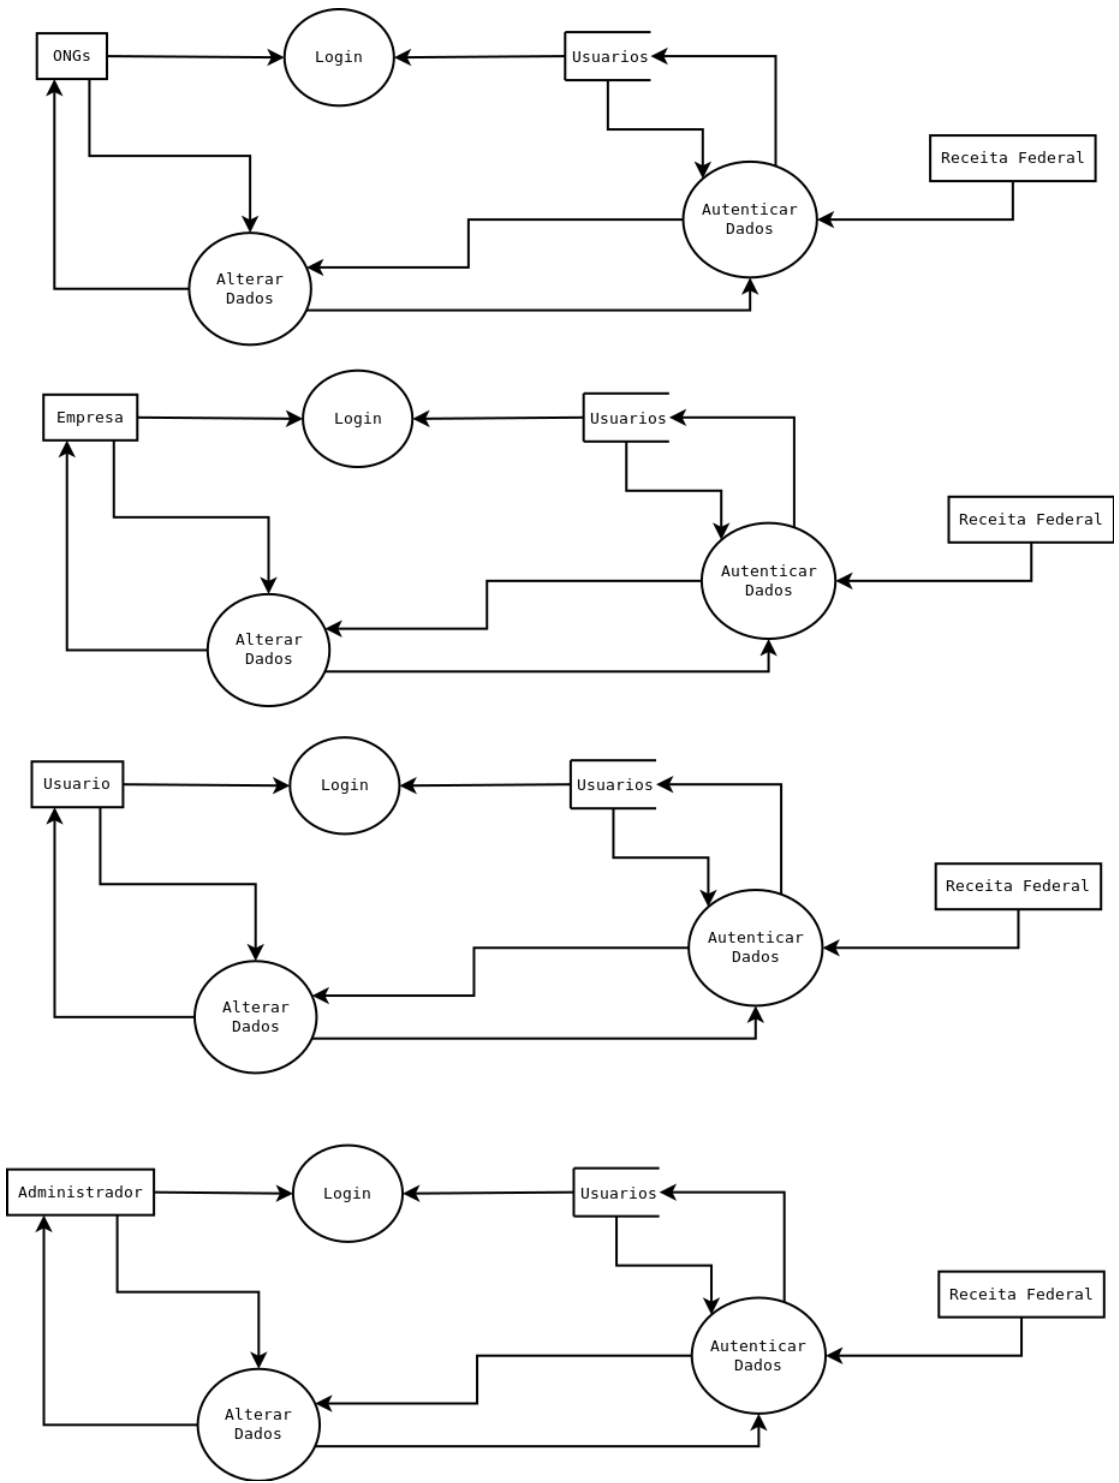 ONGs
Login
Usuarios
Receita Federal
Autenticar
Dados
Alterar
Dados
Empresa
Login
Usuarios
Receita Federal
Autenticar
Dados
Alterar
Dados
Usuario
Login
Usuarios
Receita Federal
Autenticar
Dados
Alterar
Dados
Administrador
Login
Usuarios
Receita Federal
Autenticar
Dados
Alterar
Dados